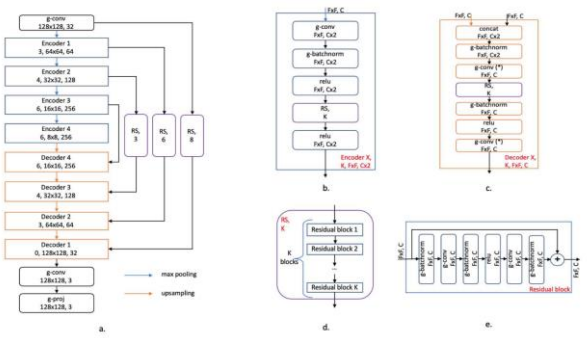 g-conv
128x128, 32
Encoder 1
3, 64x64, 64
Encoder 2
4, 32x32, 128
Encoder 3
6, 16x16, 256
Encoder 4
6, 8x8, 256
Decoder 4
6, 16x16, 256
Decoder 3
4, 32x32, 128
Decoder 2
3, 64x64, 64
Decoder 1
0, 128x128, 32
g-conv
128x128, 3
g-proj
128x128, 3
RS,
3
RS,
6
RS,
8
max pooling
upsampling
a.
FxF, C
g-conv
FxF, Cx2
g-batchnorm
FxF, Cx2
relu
FxF, Cx2
RS,
K
relu
FxF, Cx2
Encoder X,
K, FxF, Cx2
b.
FxF, C
FxF, C
concat
FxF, C
g-batchnorm
FxF, C
g-conv (*)
FxF, C
RS,
K
g-batchnorm
FxF, C
relu
FxF, C
g-conv (*)
FxF, C
Decoder X,
K, FxF, C
c.
RS,
K
K
blocks
Residual block 1
Residual block 2
...
Residual block K
d.
FxF, C
g-batchnorm
FxF, C
g-conv
FxF, C
g-batchnorm
FxF, C
relu
FxF, C
g-conv
FxF, C
g-batchnorm
FxF, C
+
FxF, C
Residual block
e.